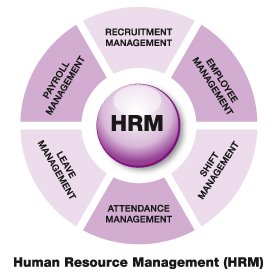 RECRUITMENT
MANAGEMENT
EMPLOYEE
MANAGEMENT
SHIFT
MANAGEMENT
ATTENDANCE
MANAGEMENT
LEAVE
MANAGEMENT
PAYROLL
MANAGEMENT
HRM
Human Resource Management (HRM)